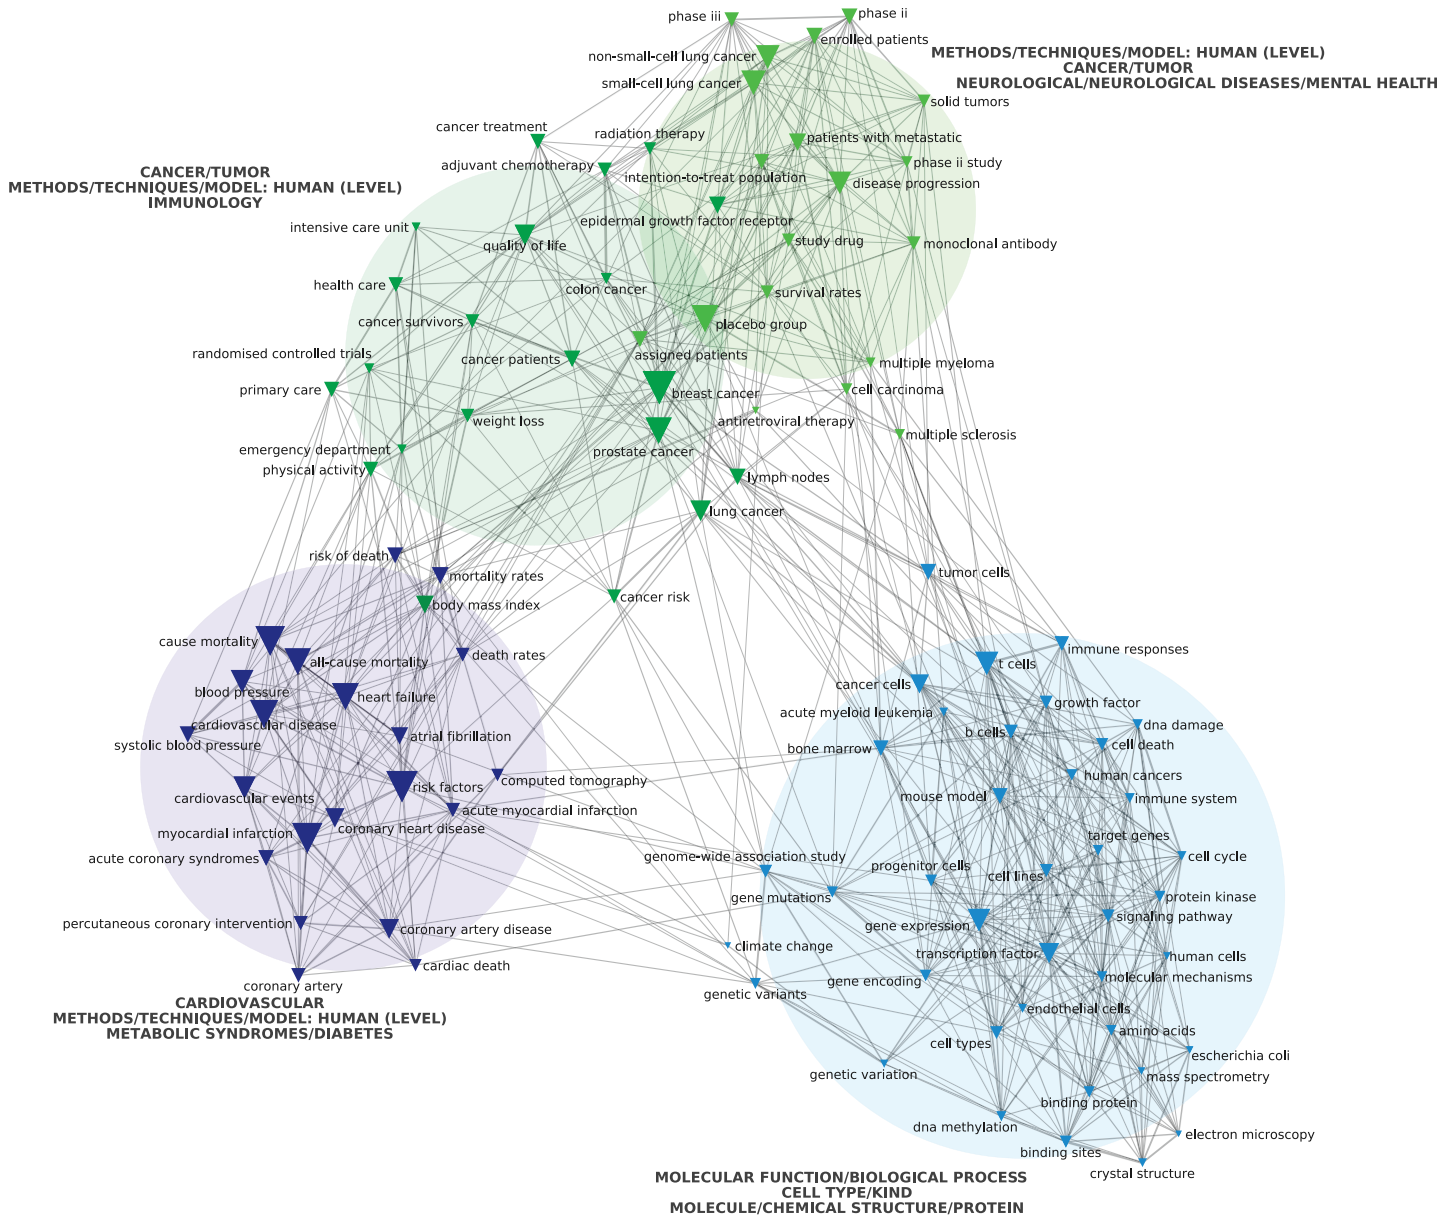 phase iii
phase ii
enrolled patients
non-small-cell lung cancer
METHODS/TECHNIQUES/MODEL: HUMAN (LEVEL)
CANCER/TUMOR
NEUROLOGICAL/NEUROLOGICAL DISEASES/MENTAL HEALTH
small-cell lung cancer
solid tumors
cancer treatment
radiation therapy
patients with metastatic
adjuvant chemotherapy
phase ii study
CANCER/TUMOR
METHODS/TECHNIQUES/MODEL: HUMAN (LEVEL)
IMMUNOLOGY
intention-to-treat population
disease progression
epidermal growth factor receptor
intensive care unit
quality of life
study drug
monoclonal antibody
health care
colon cancer
survival rates
cancer survivors
placebo group
randomised controlled trials
cancer patients
assigned patients
multiple myeloma
primary care
breast cancer
cell carcinoma
weight loss
antiretroviral therapy
multiple sclerosis
emergency department
prostate cancer
physical activity
lymph nodes
lung cancer
risk of death
mortality rates
tumor cells
body mass index
cancer risk
cause mortality
all-cause mortality
death rates
immune responses
t cells
cancer cells
blood pressure
heart failure
growth factor
acute myeloid leukemia
cardiovascular disease
dna damage
b cells
systolic blood pressure
atrial fibrillation
bone marrow
cell death
computed tomography
human cancers
risk factors
cardiovascular events
mouse model
immune system
acute myocardial infarction
myocardial infarction
coronary heart disease
target genes
acute coronary syndromes
genome-wide association study
progenitor cells
cell lines
cell cycle
gene mutations
protein kinase
percutaneous coronary intervention
coronary artery disease
gene expression
signaling pathway
climate change
transcription factor
human cells
cardiac death
coronary artery
genetic variants
gene encoding
molecular mechanisms
CARDIOVASCULAR
METHODS/TECHNIQUES/MODEL: HUMAN (LEVEL)
METABOLIC SYNDROMES/DIABETES
endothelial cells
cell types
amino acids
escherichia coli
genetic variation
mass spectrometry
binding protein
dna methylation
electron microscopy
binding sites
crystal structure
MOLECULAR FUNCTION/BIOLOGICAL PROCESS
CELL TYPE/KIND
MOLECULE/CHEMICAL STRUCTURE/PROTEIN